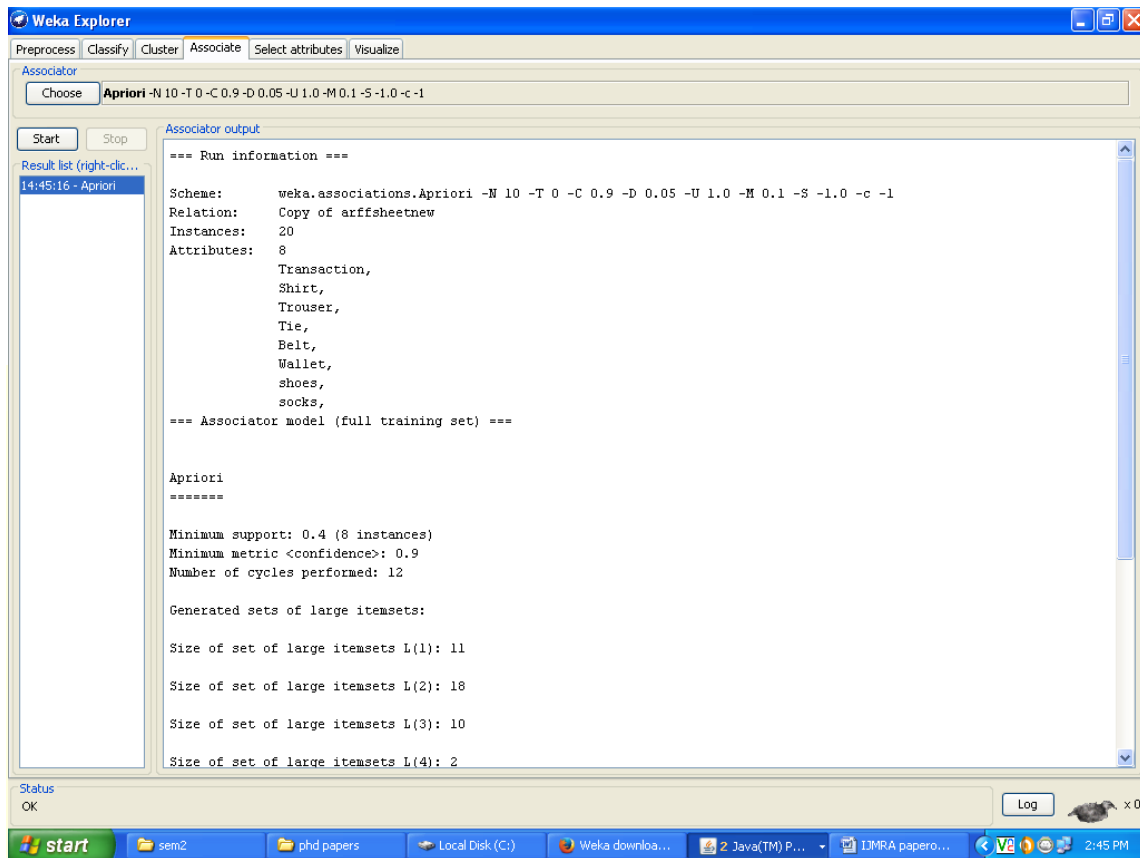 Weka Explorer
Preprocess Classify Cluster Associate Select attributes Visualize
Associator
Choose Apriori -N 10 -T 0 -C 0.9 -D 0.05 -U 1.0 -M 0.1 -S -1.0 -c -1
Start Stop
Result list (right-clic...
14:45:16 - Apriori
Associator output
=== Run information ===
Scheme: weka.associations.Apriori -N 10 -T 0 -C 0.9 -D 0.05 -U 1.0 -M 0.1 -S -1.0 -c -1
Relation: Copy of arffsheetnew
Instances: 20
Attributes: 8
Transaction,
Shirt,
Trouser,
Tie,
Belt,
Wallet,
shoes,
socks,
=== Associator model (full training set) ===
Apriori
=======
Minimum support: 0.4 (8 instances)
Minimum metric <confidence>: 0.9
Number of cycles performed: 12
Generated sets of large itemsets:
Size of set of large itemsets L(1): 11
Size of set of large itemsets L(2): 18
Size of set of large itemsets L(3): 10
Size of set of large itemsets L(4): 2
Status
OK
Log x 0
start sem2 phd papers Local Disk (C:) Weka downloa... 2 Java(TM) P... IJMRA papero... 2:45 PM